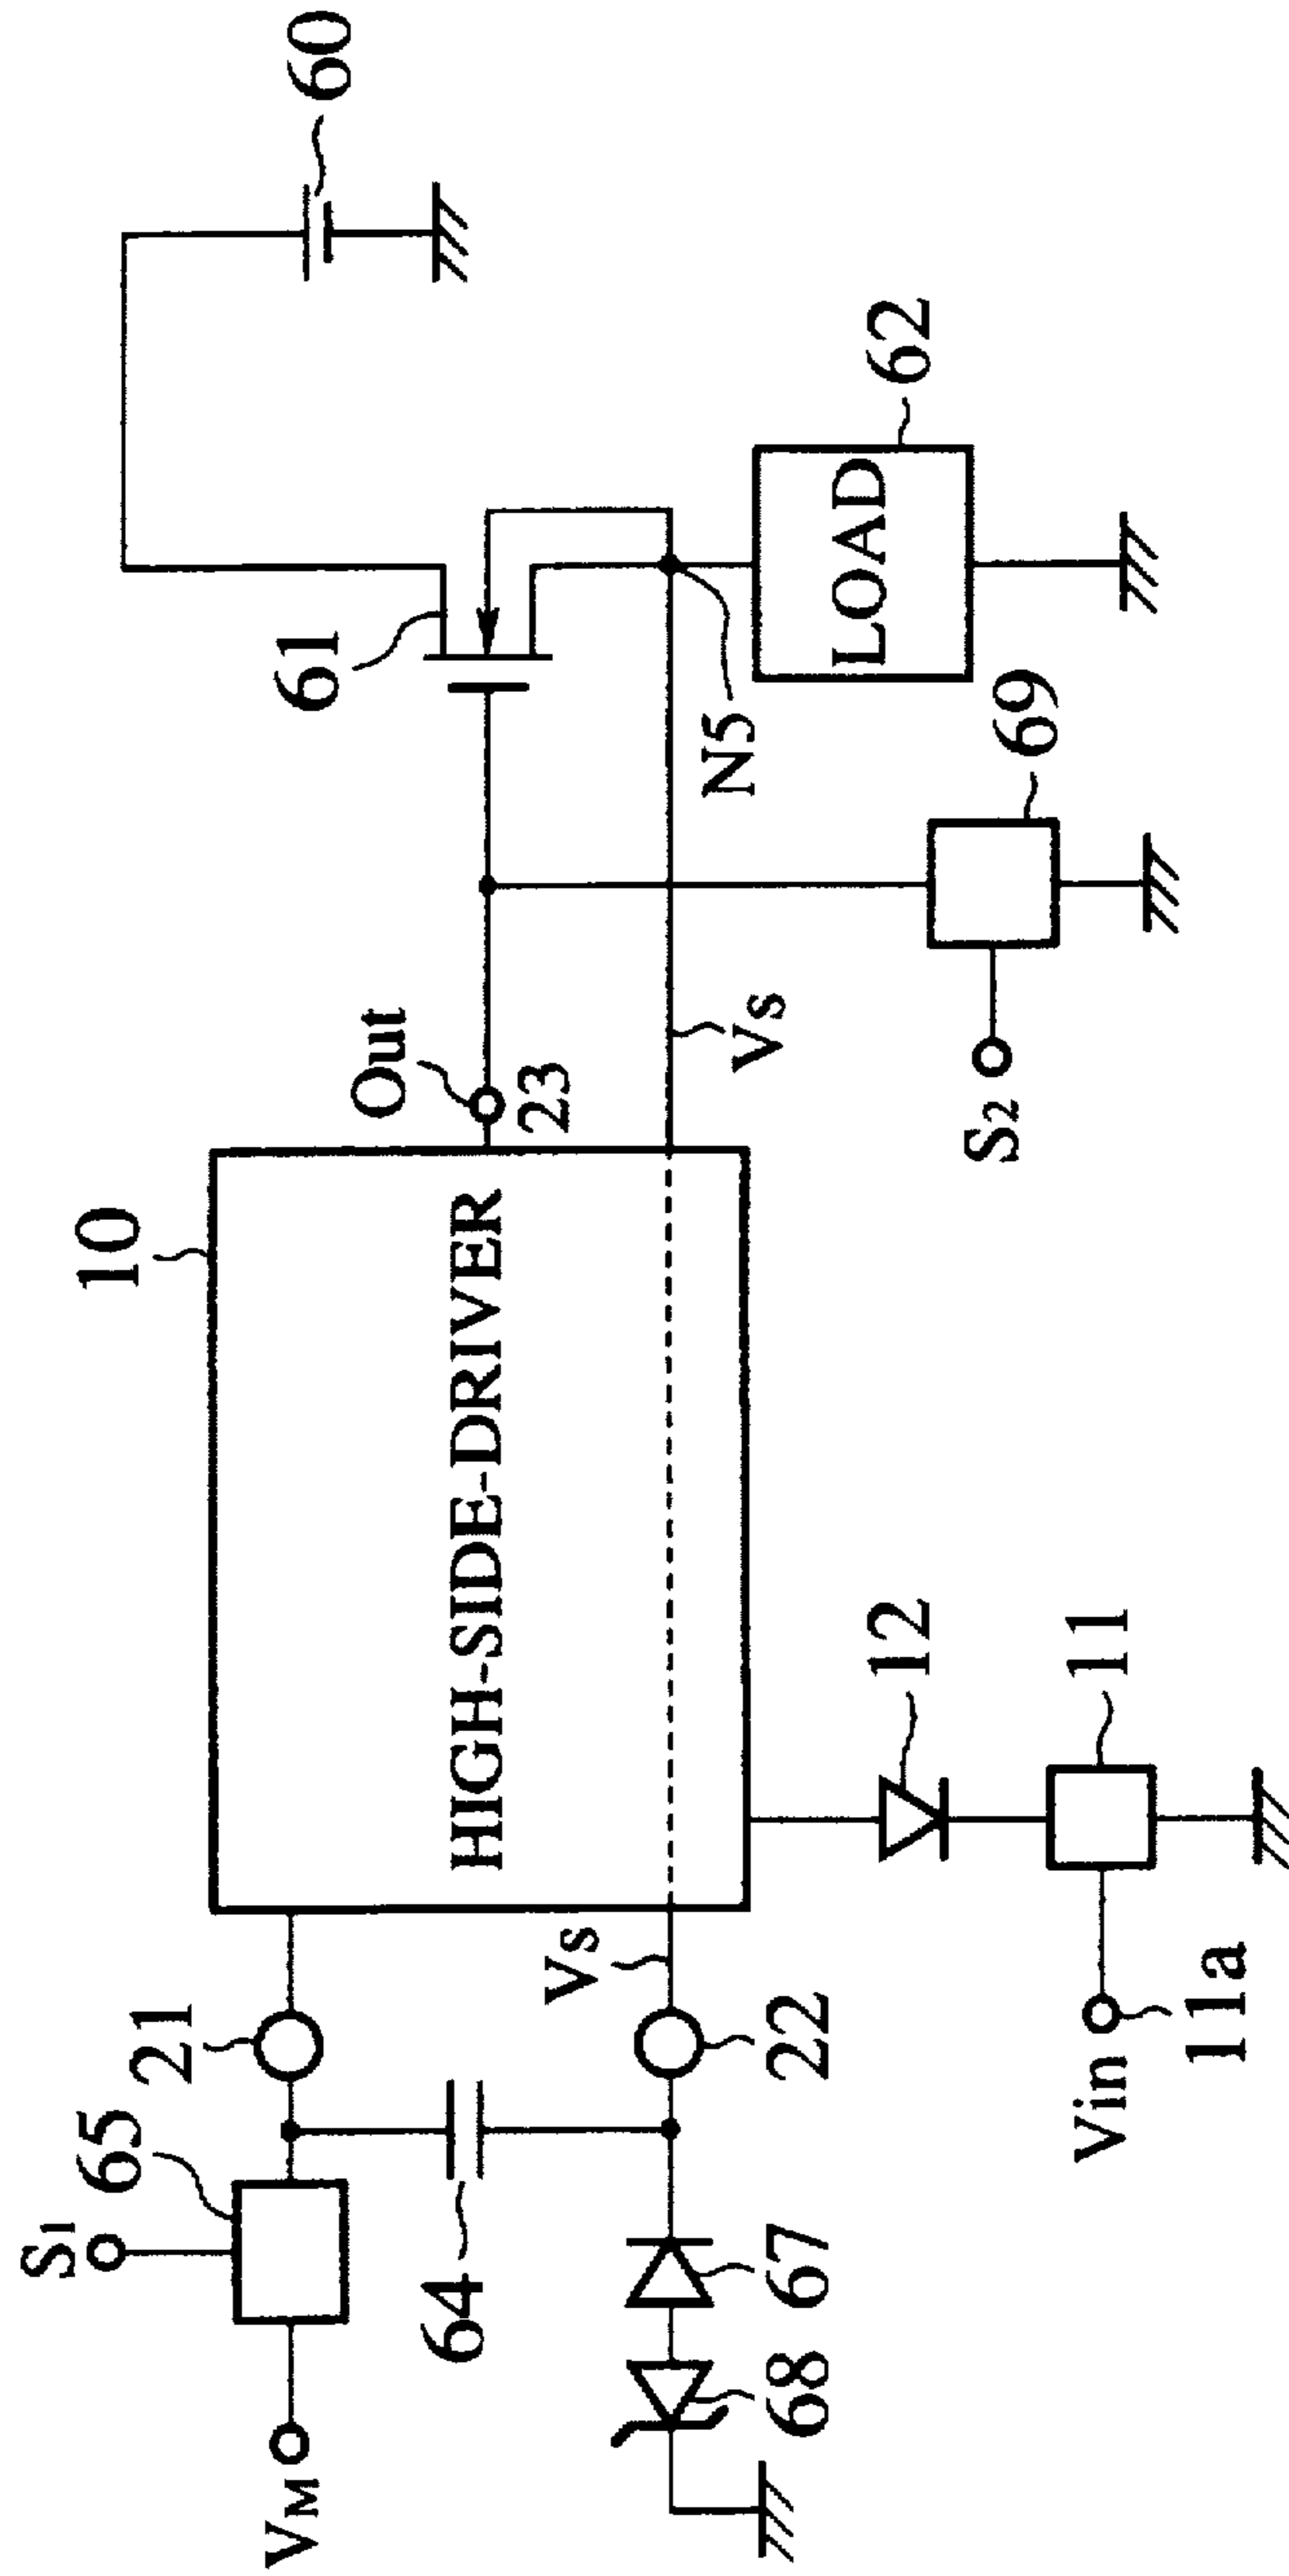 10
60
61
Out
23
HIGH-SIDE-DRIVER
S1
65
21
VM
64
Vs
22
68
67
Vs
N5
LOAD
62
69
S2
12
11
Vin
11a